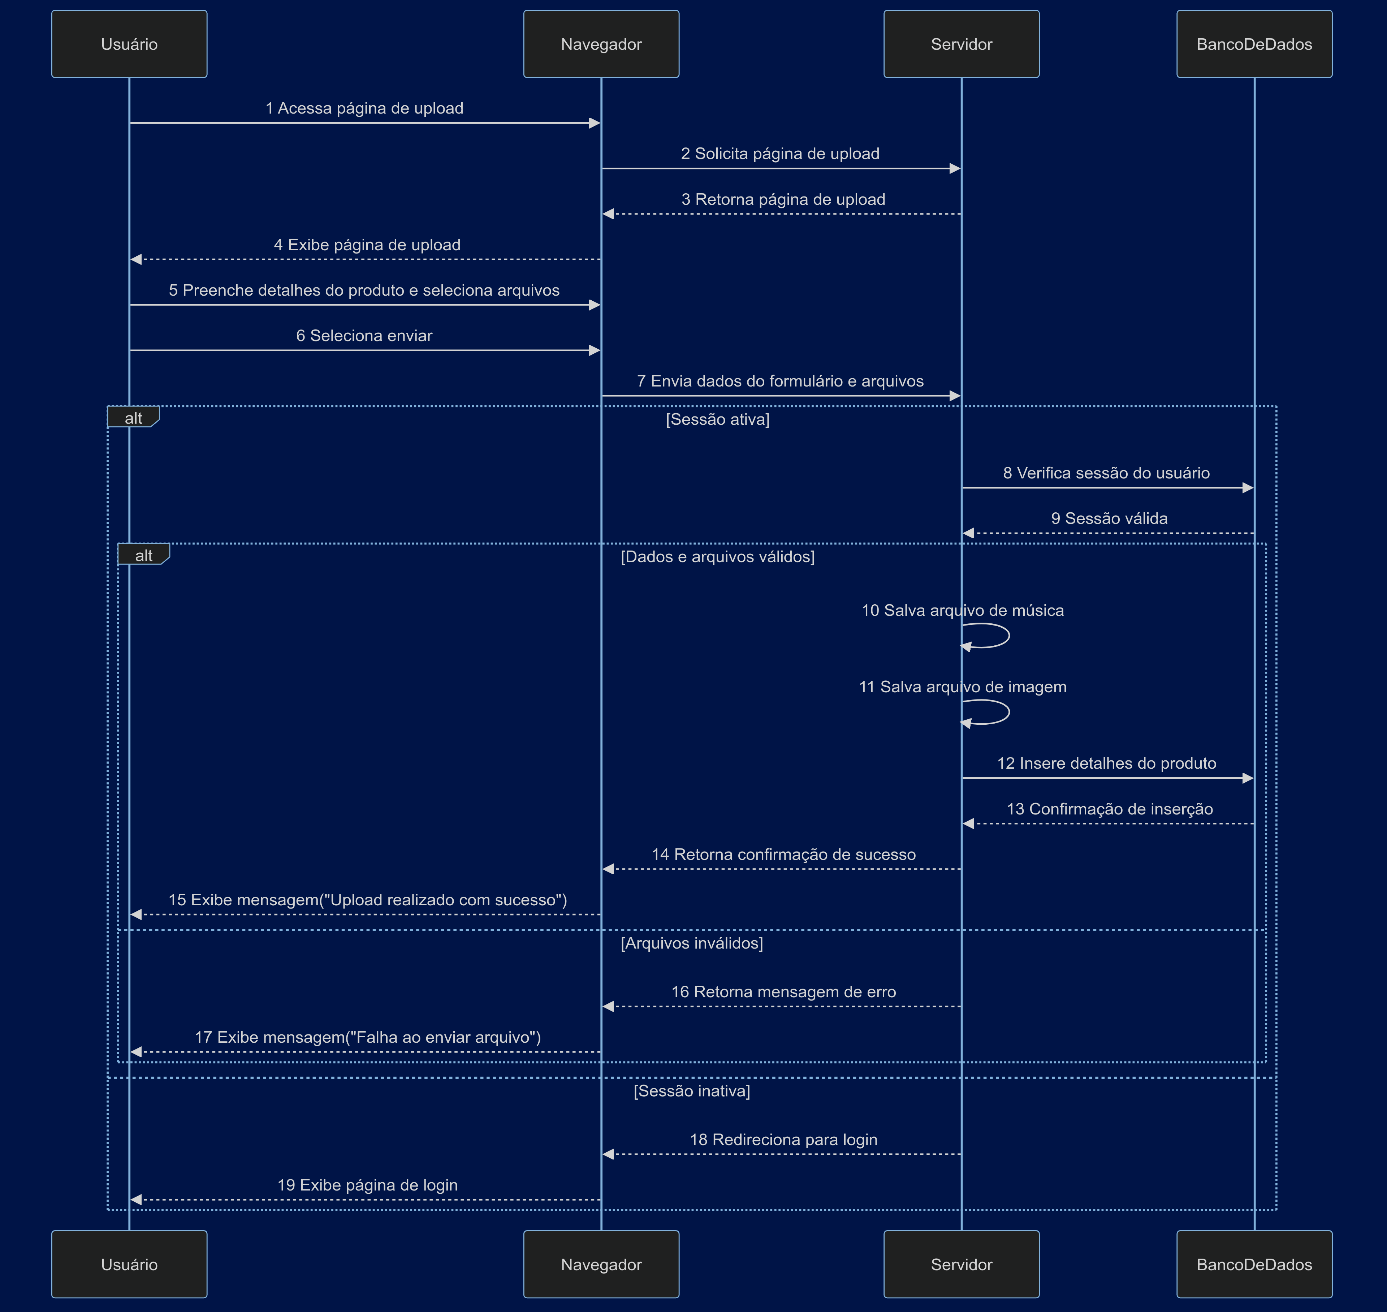 Usuário
Navegador
Servidor
BancoDeDados
1 Acessa página de upload
2 Solicita página de upload
3 Retorna página de upload
4 Exibe página de upload
5 Preenche detalhes do produto e seleciona arquivos
6 Seleciona enviar
7 Envia dados do formulário e arquivos
alt
[Sessão ativa]
8 Verifica sessão do usuário
9 Sessão válida
alt
[Dados e arquivos válidos]
10 Salva arquivo de música
11 Salva arquivo de imagem
12 Insere detalhes do produto
13 Confirmação de inserção
14 Retorna confirmação de sucesso
15 Exibe mensagem("Upload realizado com sucesso")
[Arquivos inválidos]
16 Retorna mensagem de erro
17 Exibe mensagem("Falha ao enviar arquivo")
[Sessão inativa]
18 Redireciona para login
19 Exibe página de login
Usuário
Navegador
Servidor
BancoDeDados